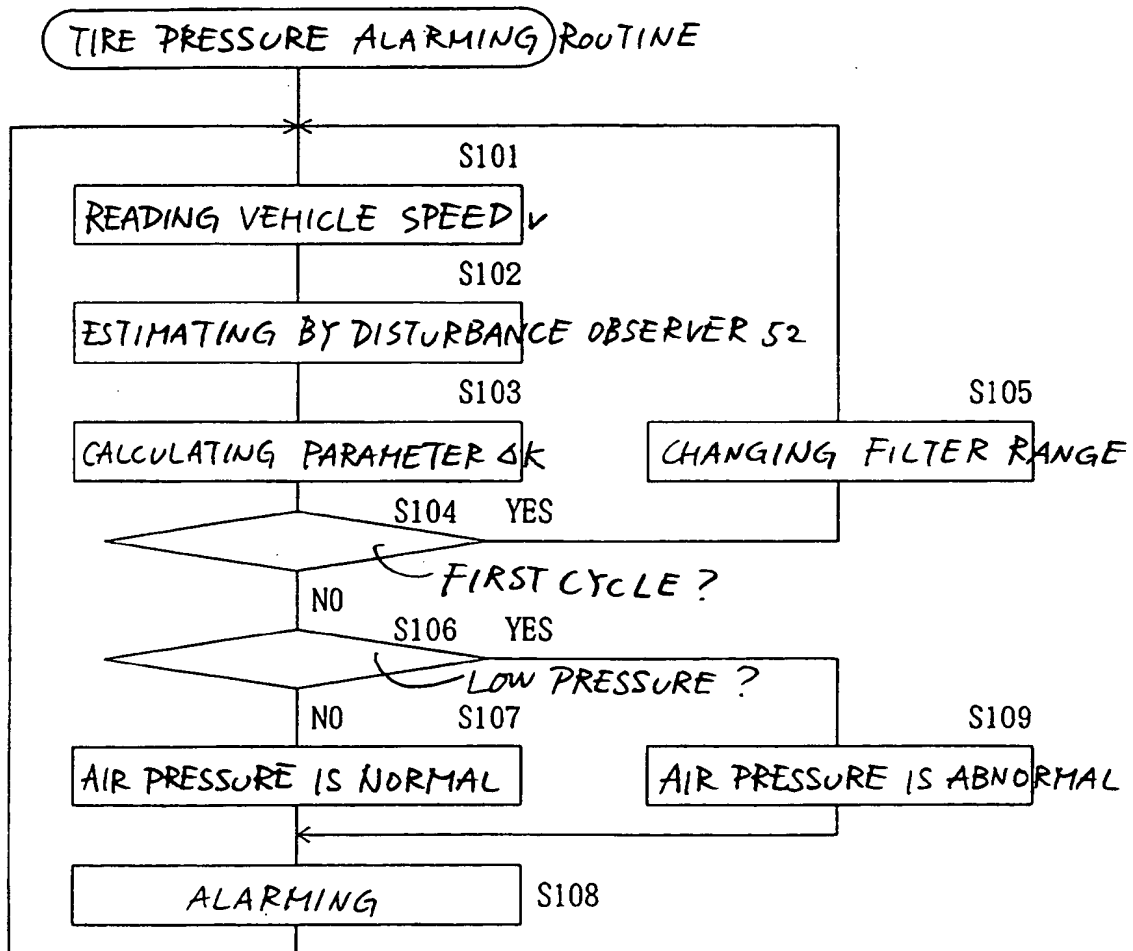 TIRE PRESSURE ALARMING ROUTINE
S101
READING VEHICLE SPEED v
S102
ESTIMATING BY DISTURBANCE OBSERVER 52
S103
S105
CALCULATING PARAMETER ΔK
CHANGING FILTER RANGE
S104 YES
FIRST CYCLE ?
NO
S106 YES
LOW PRESSURE ?
NO
S107
S109
AIR PRESSURE IS NORMAL
AIR PRESSURE IS ABNORMAL
ALARMING
S108